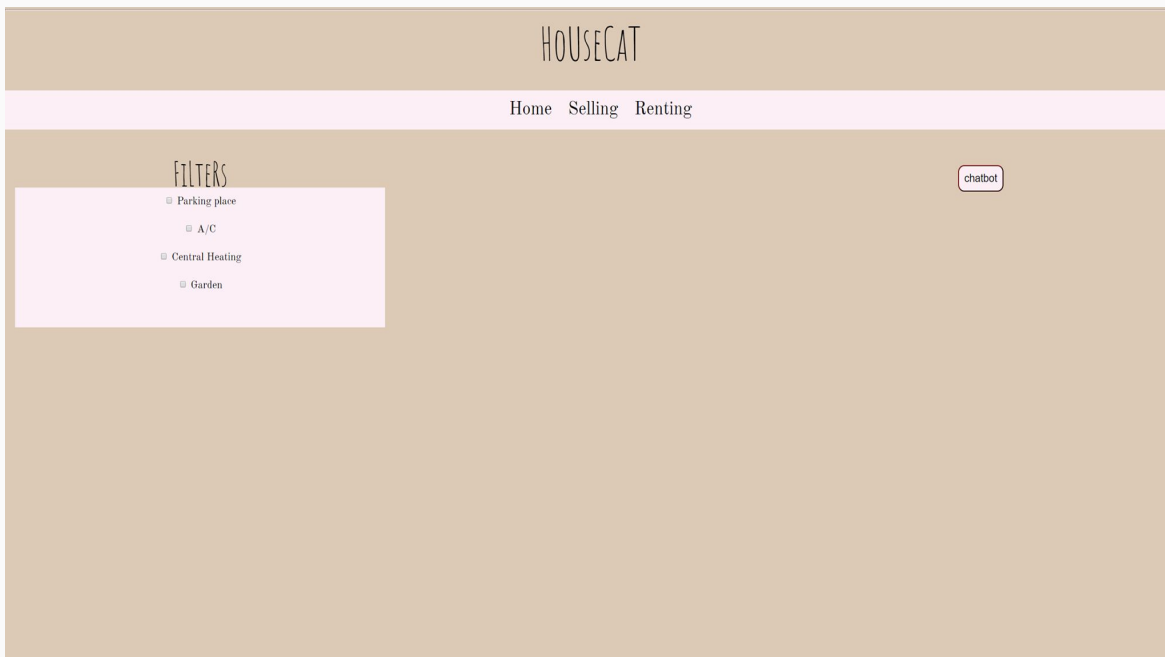 HoUseCaT
Home Selling Renting
FiLteRs
chatbot
Parking place
A/C
Central Heating
Garden